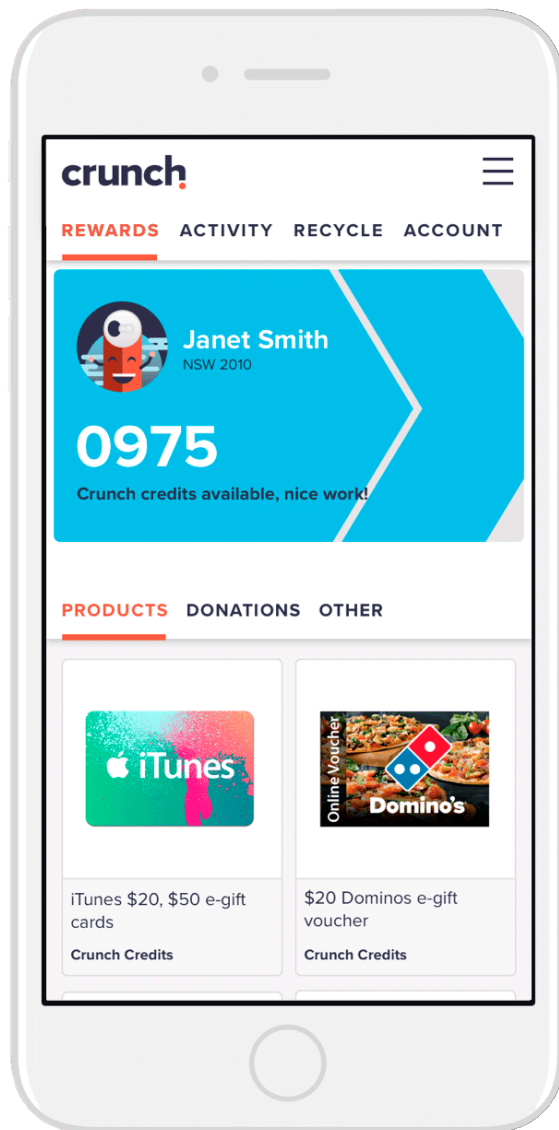 crunch
REWARDS ACTIVITY RECYCLE ACCOUNT
Janet Smith
NSW 2010
0975
Crunch credits available, nice work!
PRODUCTS DONATIONS OTHER
iTunes
Online Voucher
Domino's
iTunes $20, $50 e-gift
cards
Crunch Credits
$20 Dominos e-gift
voucher
Crunch Credits